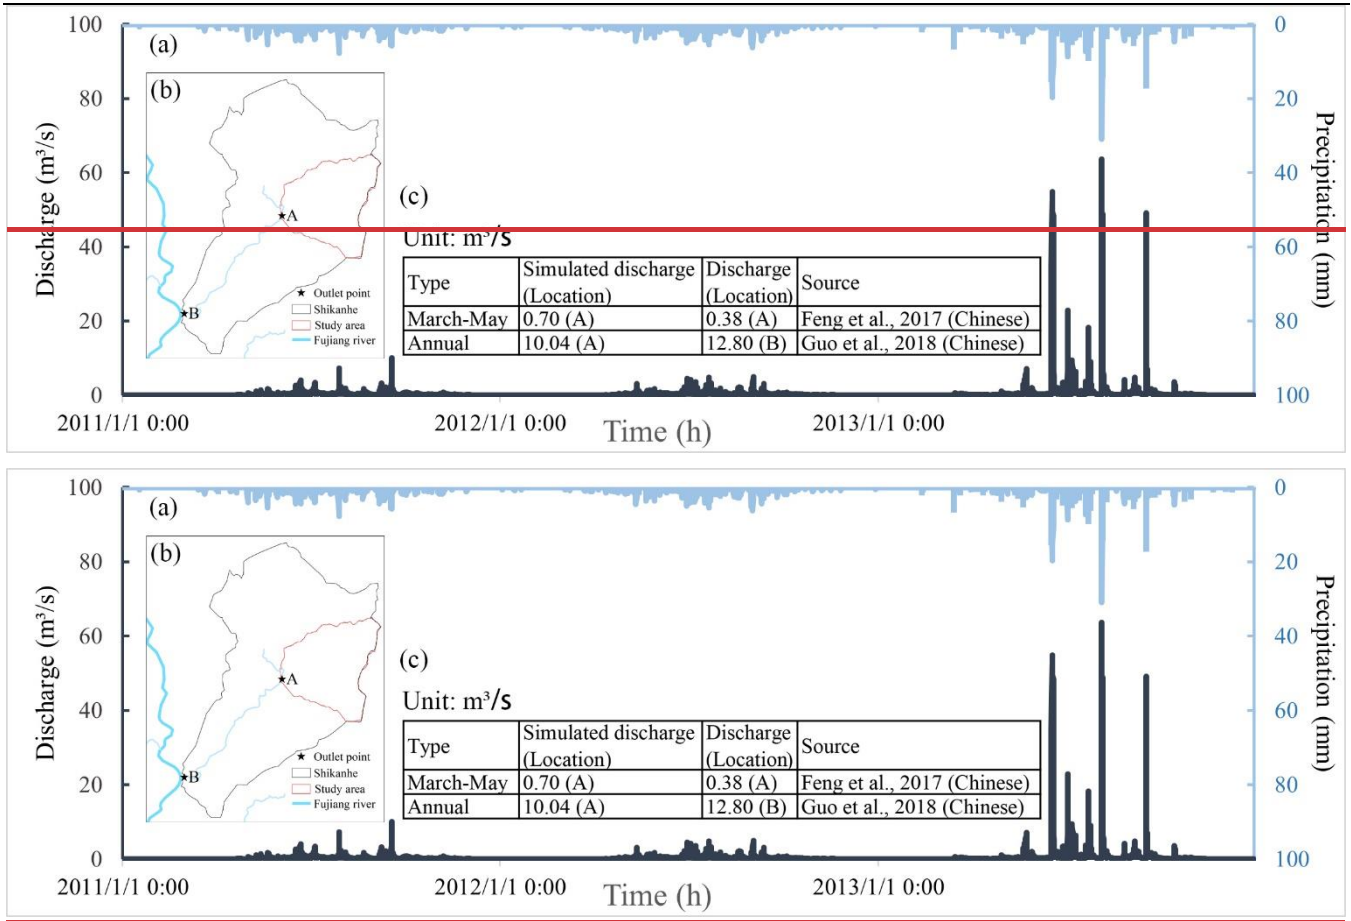 100
0
(a)
(b)
80
20
Discharge (m³/s)
Precipitation (mm)
60
40
(c)
A
Unit: m³/s
40
60
Type Simulated discharge (Location) Discharge (Location) Source
March-May 0.70 (A) 0.38 (A) Feng et al., 2017 (Chinese)
Annual 10.04 (A) 12.80 (B) Guo et al., 2018 (Chinese)
Outlet point
Shikanhe
Study area
Fujiang river
B
20
80
0
100
2011/1/1 0:00
2012/1/1 0:00
2013/1/1 0:00
Time (h)
100
0
(a)
(b)
80
20
Discharge (m³/s)
Precipitation (mm)
60
40
(c)
A
Unit: m³/s
40
60
Type Simulated discharge (Location) Discharge (Location) Source
March-May 0.70 (A) 0.38 (A) Feng et al., 2017 (Chinese)
Annual 10.04 (A) 12.80 (B) Guo et al., 2018 (Chinese)
Outlet point
Shikanhe
Study area
Fujiang river
B
20
80
0
100
2011/1/1 0:00
2012/1/1 0:00
2013/1/1 0:00
Time (h)